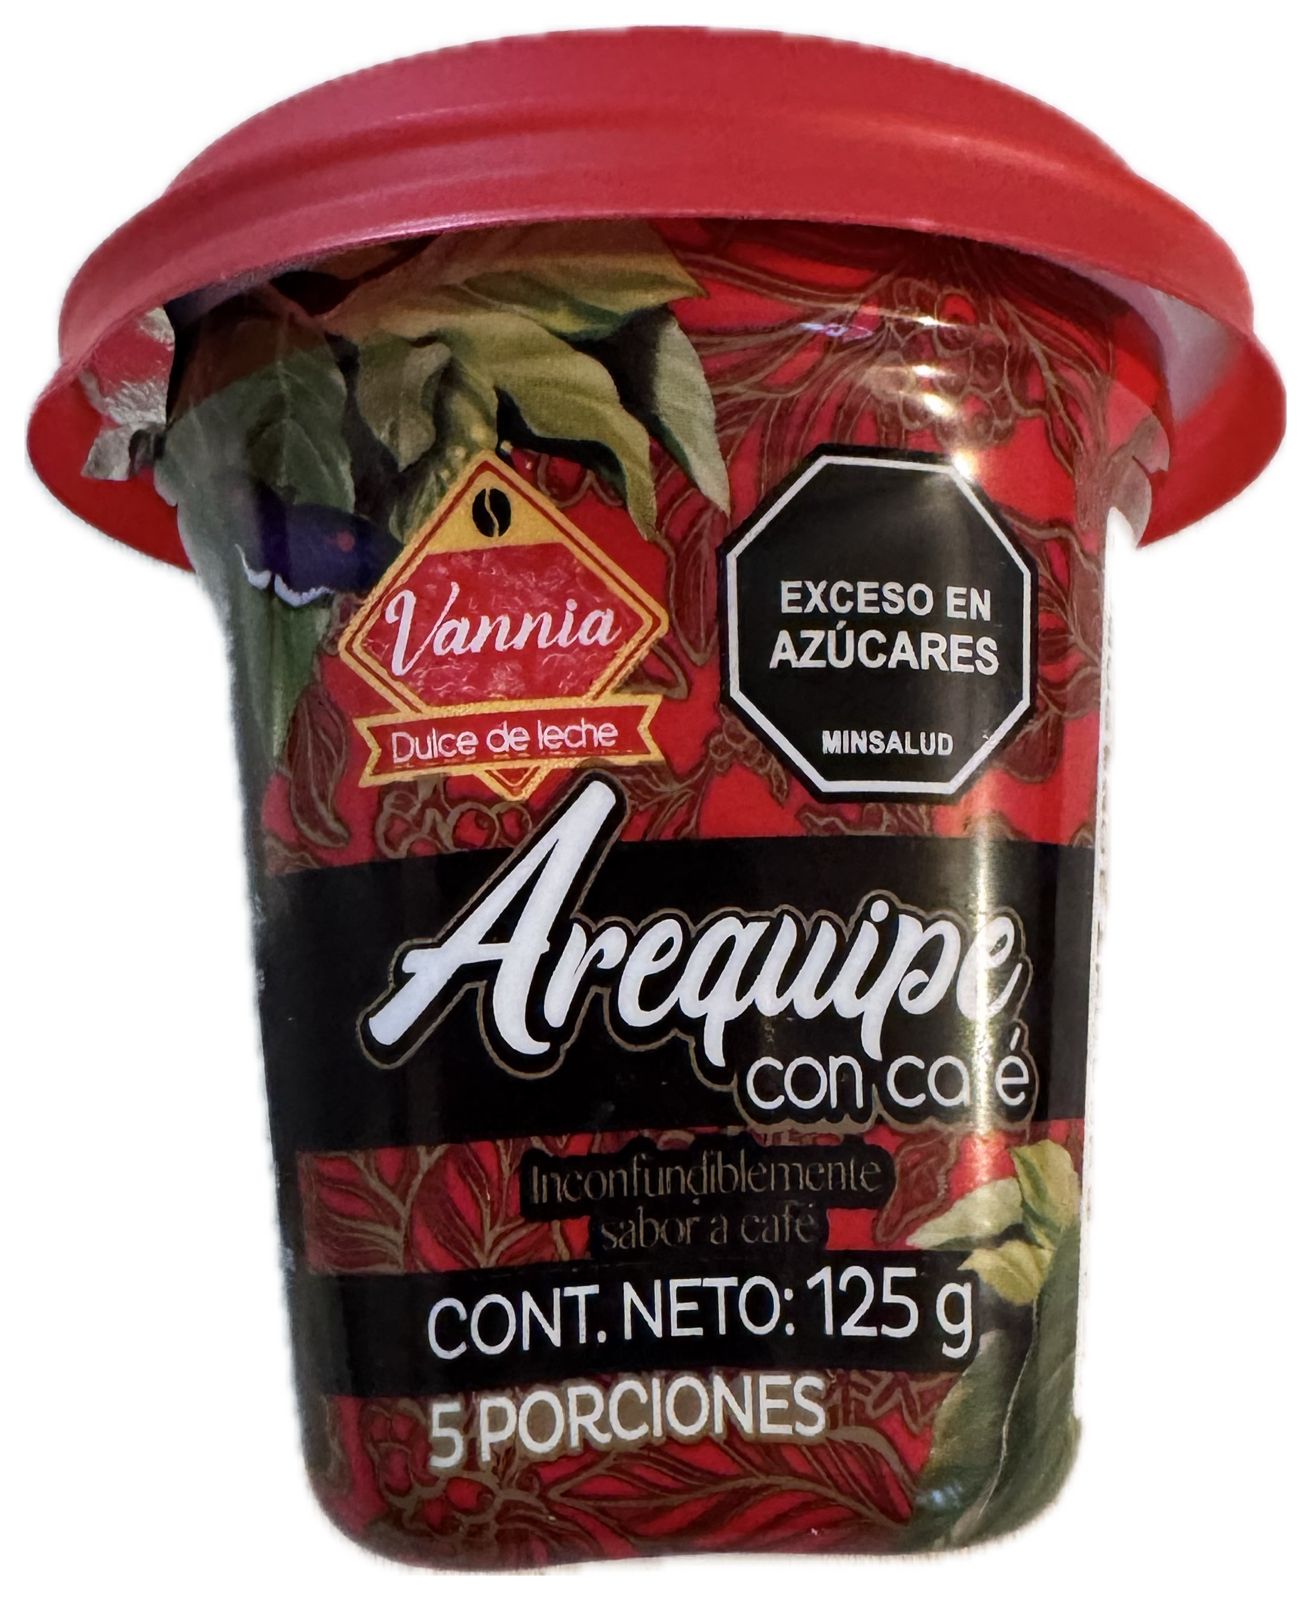 Vannia
Dulce de leche
EXCESO EN
AZÚCARES
MINSALUD
Arequipe
con café
Inconfundiblemente
sabor a café
CONT. NETO: 125 g
5 PORCIONES